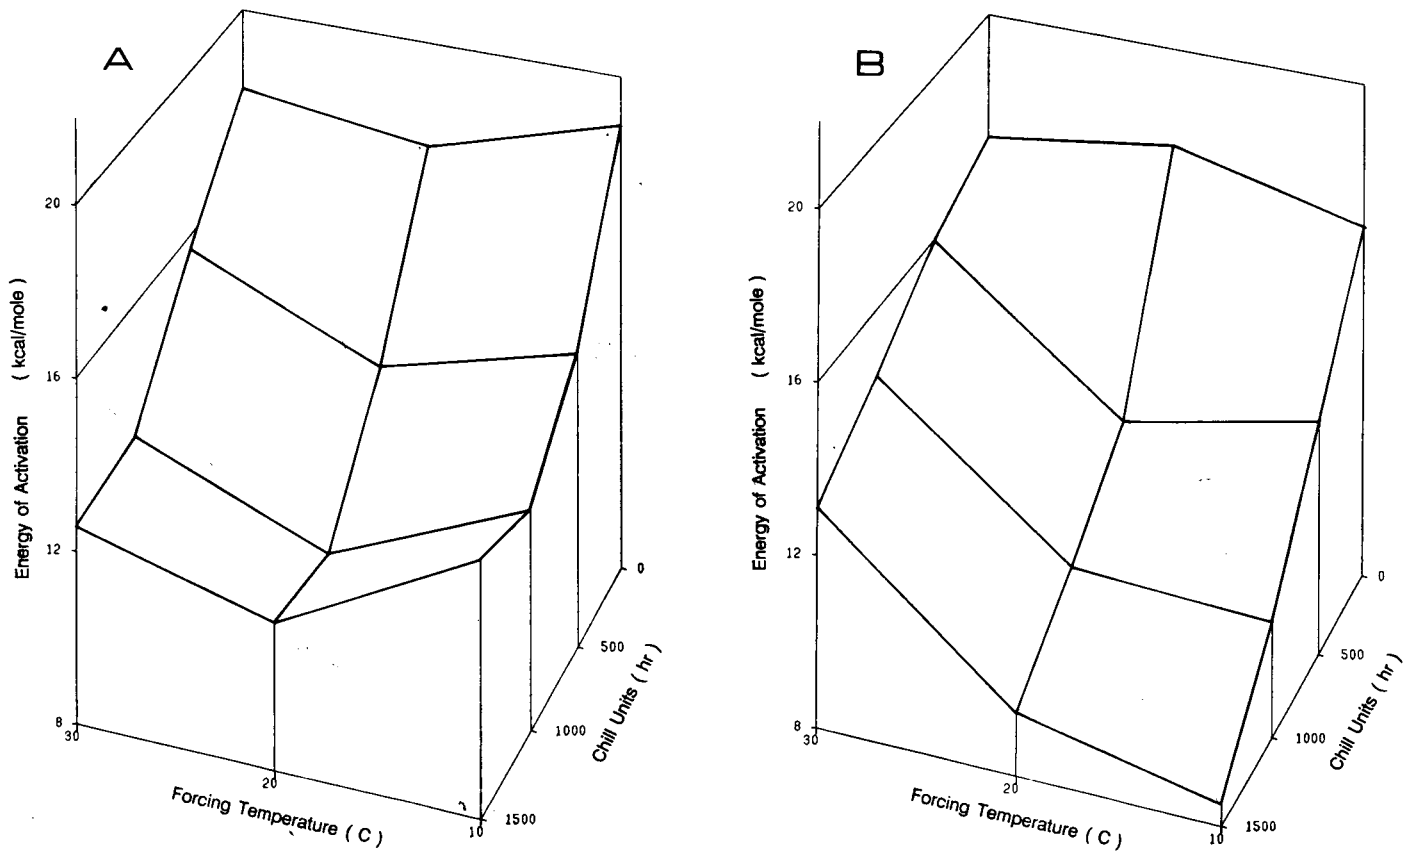 A
20
16
12
8
Energy of Activation ( kcal/mole )
30
20
10
Forcing Temperature ( C )
0
500
1000
1500
Chill Units ( hr )
B
20
16
12
8
Energy of Activation ( kcal/mole )
30
20
10
Forcing Temperature ( C )
0
500
1000
1500
Chill Units ( hr )